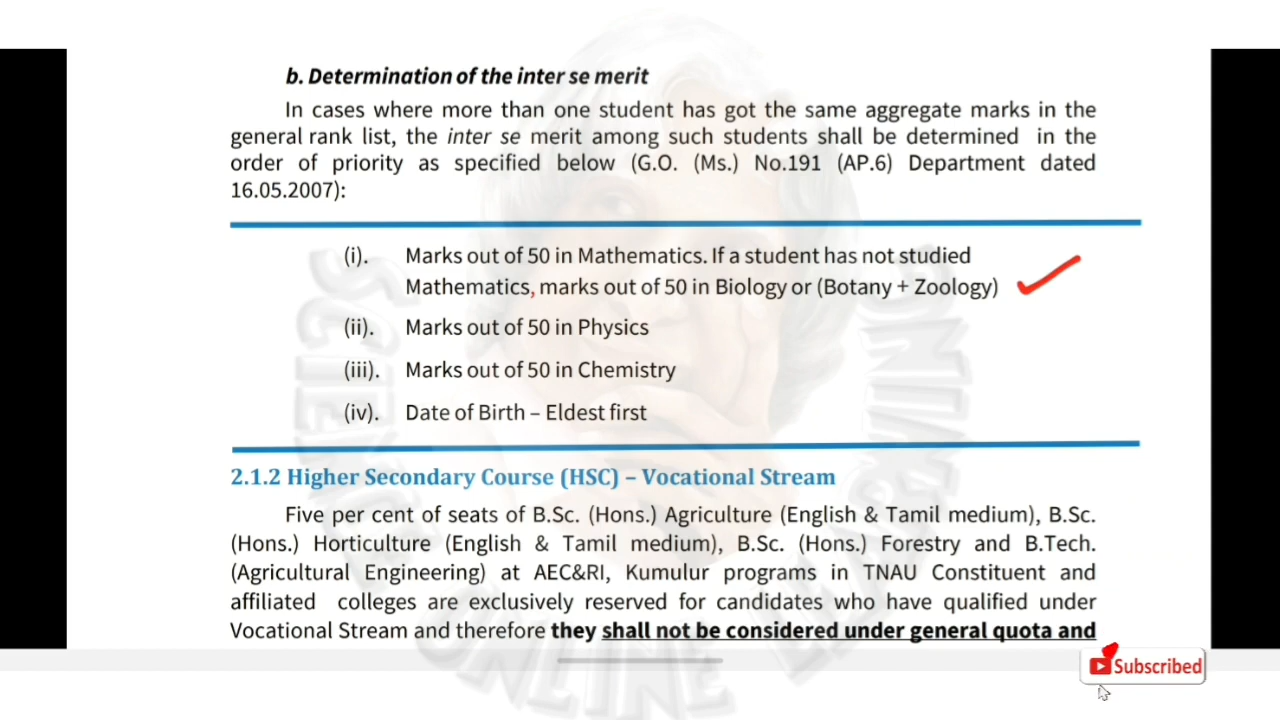 b. Determination of the inter se merit
In cases where more than one student has got the same aggregate marks in the
general rank list, the inter se merit among such students shall be determined in the
order of priority as specified below (G.O. (Ms.) No.191 (AP.6) Department dated
16.05.2007):
(i). Marks out of 50 in Mathematics. If a student has not studied
Mathematics, marks out of 50 in Biology or (Botany + Zoology)
(ii). Marks out of 50 in Physics
(iii). Marks out of 50 in Chemistry
(iv). Date of Birth – Eldest first
2.1.2 Higher Secondary Course (HSC) – Vocational Stream
Five per cent of seats of B.Sc. (Hons.) Agriculture (English & Tamil medium), B.Sc.
(Hons.) Horticulture (English & Tamil medium), B.Sc. (Hons.) Forestry and B.Tech.
(Agricultural Engineering) at AEC&RI, Kumulur programs in TNAU Constituent and
affiliated colleges are exclusively reserved for candidates who have qualified under
Vocational Stream and therefore they shall not be considered under general quota and
Subscribed
SCIENCE ONLINE